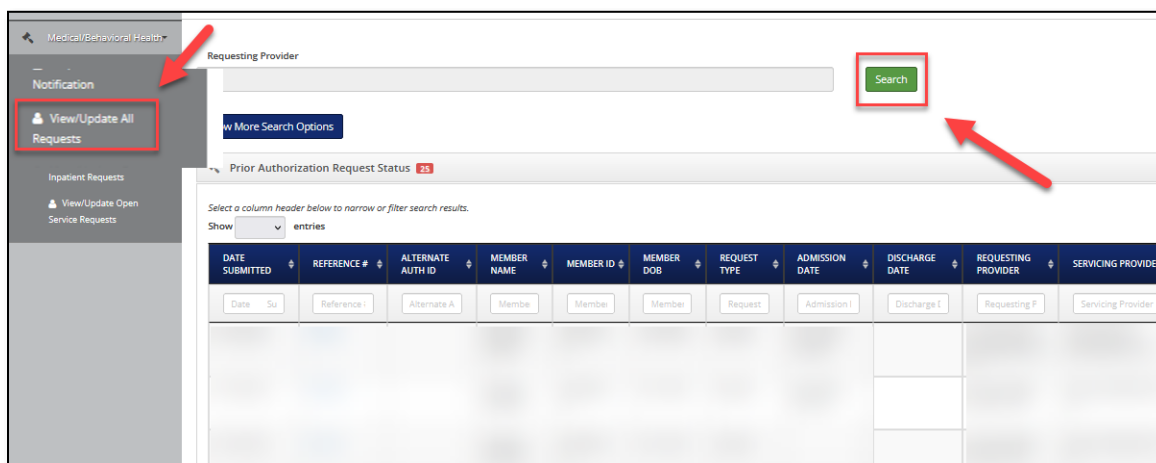 Medical/Behavioral Health
Notification
View/Update All
Requests
Inpatient Requests
View/Update Open
Service Requests
Requesting Provider
Search
w More Search Options
Prior Authorization Request Status 25
Select a column header below to narrow or filter search results.
Show entries
DATE SUBMITTED REFERENCE # ALTERNATE AUTH ID MEMBER NAME MEMBER ID MEMBER DOB REQUEST TYPE ADMISSION DATE DISCHARGE DATE REQUESTING PROVIDER SERVICING PROVIDE
Date Su Reference Alternate A Membe Member Member Request Admission Discharge Requesting P Servicing Provider